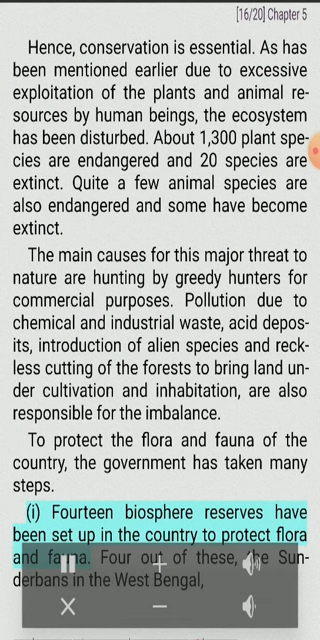 [16/20] Chapter 5
Hence, conservation is essential. As has
been mentioned earlier due to excessive
exploitation of the plants and animal re-
sources by human beings, the ecosystem
has been disturbed. About 1,300 plant spe-
cies are endangered and 20 species are
extinct. Quite a few animal species are
also endangered and some have become
extinct.
The main causes for this major threat to
nature are hunting by greedy hunters for
commercial purposes. Pollution due to
chemical and industrial waste, acid depos-
its, introduction of alien species and reck-
less cutting of the forests to bring land un-
der cultivation and inhabitation, are also
responsible for the imbalance.
To protect the flora and fauna of the
country, the government has taken many
steps.
(i) Fourteen biosphere reserves have
been set up in the country to protect flora
and fauna. Four out of these, the Sun-
derbans in the West Bengal,